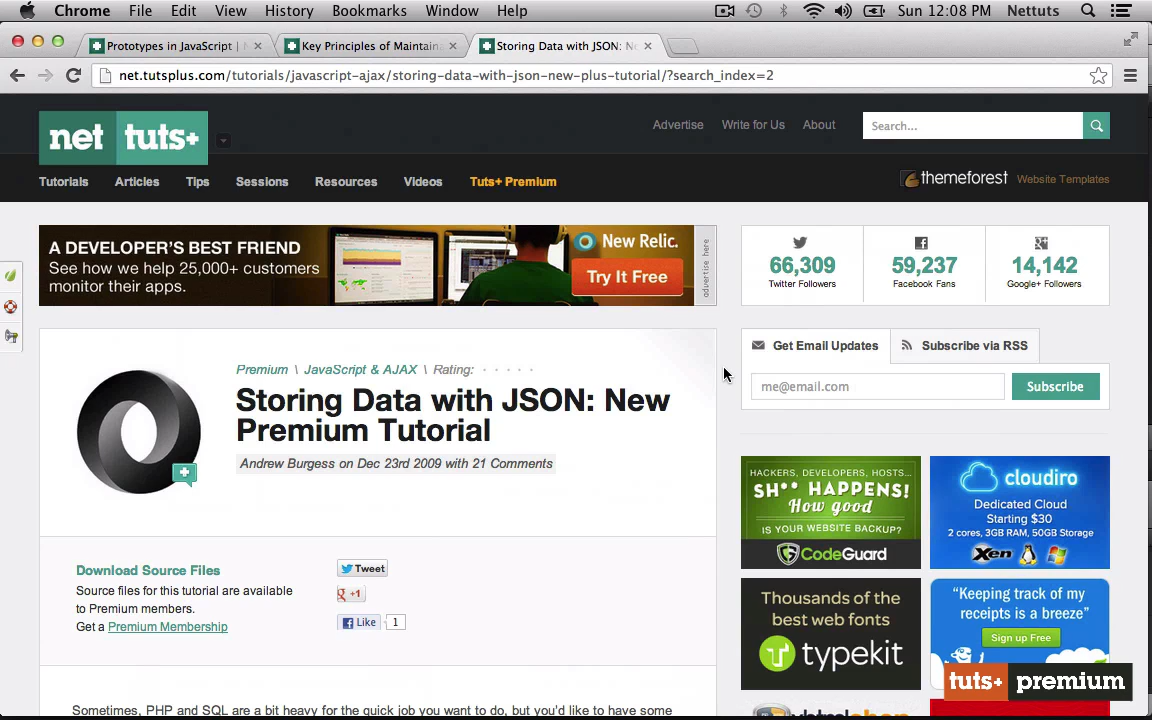 Chrome File Edit View History Bookmarks Window Help Sun 12:08 PM Nettuts
Prototypes in JavaScript | N Key Principles of Maintain Storing Data with JSON: Ne
net.tutsplus.com/tutorials/javascript-ajax/storing-data-with-json-new-plus-tutorial/?search_index=2
net tuts+
Advertise Write for Us About Search...
Tutorials Articles Tips Sessions Resources Videos Tuts+ Premium
themeforest Website Templates
A DEVELOPER'S BEST FRIEND
See how we help 25,000+ customers
monitor their apps.
New Relic.
Try It Free
advertise here
66,309
Twitter Followers
59,237
Facebook Fans
14,142
Google+ Followers
Get Email Updates Subscribe via RSS
me@email.com Subscribe
Premium \ JavaScript & AJAX \ Rating:
Storing Data with JSON: New
Premium Tutorial
Andrew Burgess on Dec 23rd 2009 with 21 Comments
Download Source Files
Source files for this tutorial are available
to Premium members.
Get a Premium Membership
Tweet
g +1
Like 1
Sometimes, PHP and SQL are a bit heavy for the quick job you want to do, but you'd like to have some
HACKERS, DEVELOPERS, HOSTS...
SH** HAPPENS!
How good
IS YOUR WEBSITE BACKUP?
CodeGuard
cloudiro
Dedicated Cloud
Starting $30
2 cores, 3GB RAM, 50GB Storage
Xen
Thousands of the
best web fonts
typekit
"Keeping track of my
receipts is a breeze"
Sign up Free
tuts+ premium